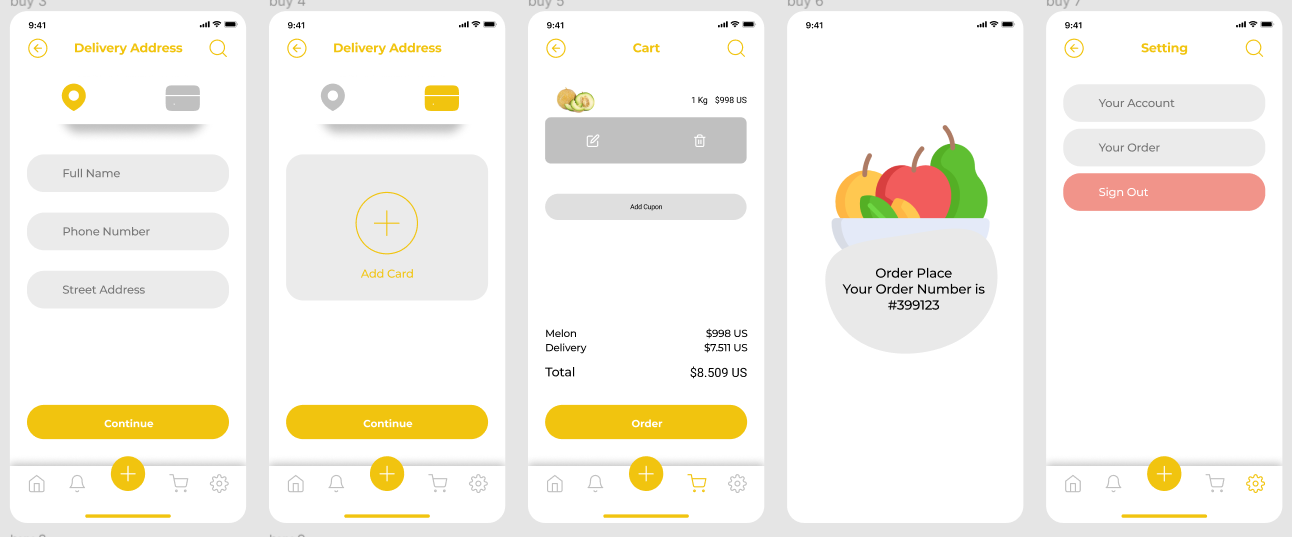 buy 3
9:41
Delivery Address
Full Name
Phone Number
Street Address
Continue
buy 4
9:41
Delivery Address
Add Card
Continue
buy 5
9:41
Cart
1 Kg $998 US
Add Cupon
Melon $998 US
Delivery $7.511 US
Total $8.509 US
Order
buy 6
9:41
Order Place
Your Order Number is
#399123
buy 7
9:41
Setting
Your Account
Your Order
Sign Out